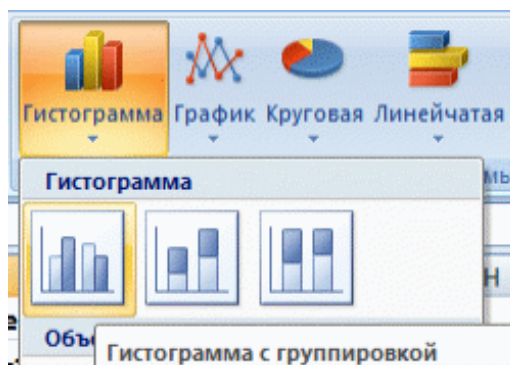 Гистограмма График Круговая Линейчатая
Гистограмма
Н
Гистограмма с группировкой